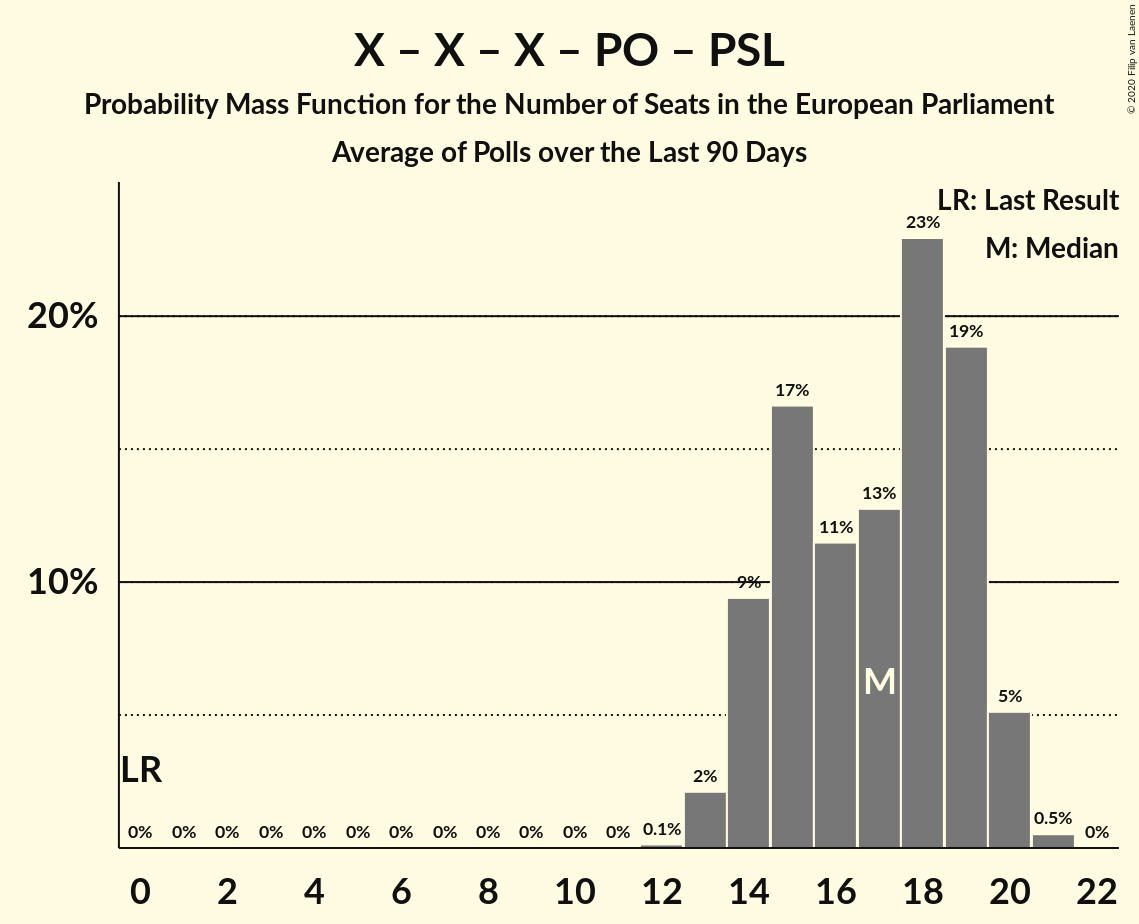 X – X – X – PO – PSL
Probability Mass Function for the Number of Seats in the European Parliament
Average of Polls over the Last 90 Days
© 2020 Filip van Laenen
LR: Last Result
M: Median
20%
10%
23%
19%
17%
13%
11%
9%
M
5%
LR
2%
0% 0% 0% 0% 0% 0% 0% 0% 0% 0% 0% 0% 0.1% 0.5% 0%
0 2 4 6 8 10 12 14 16 18 20 22